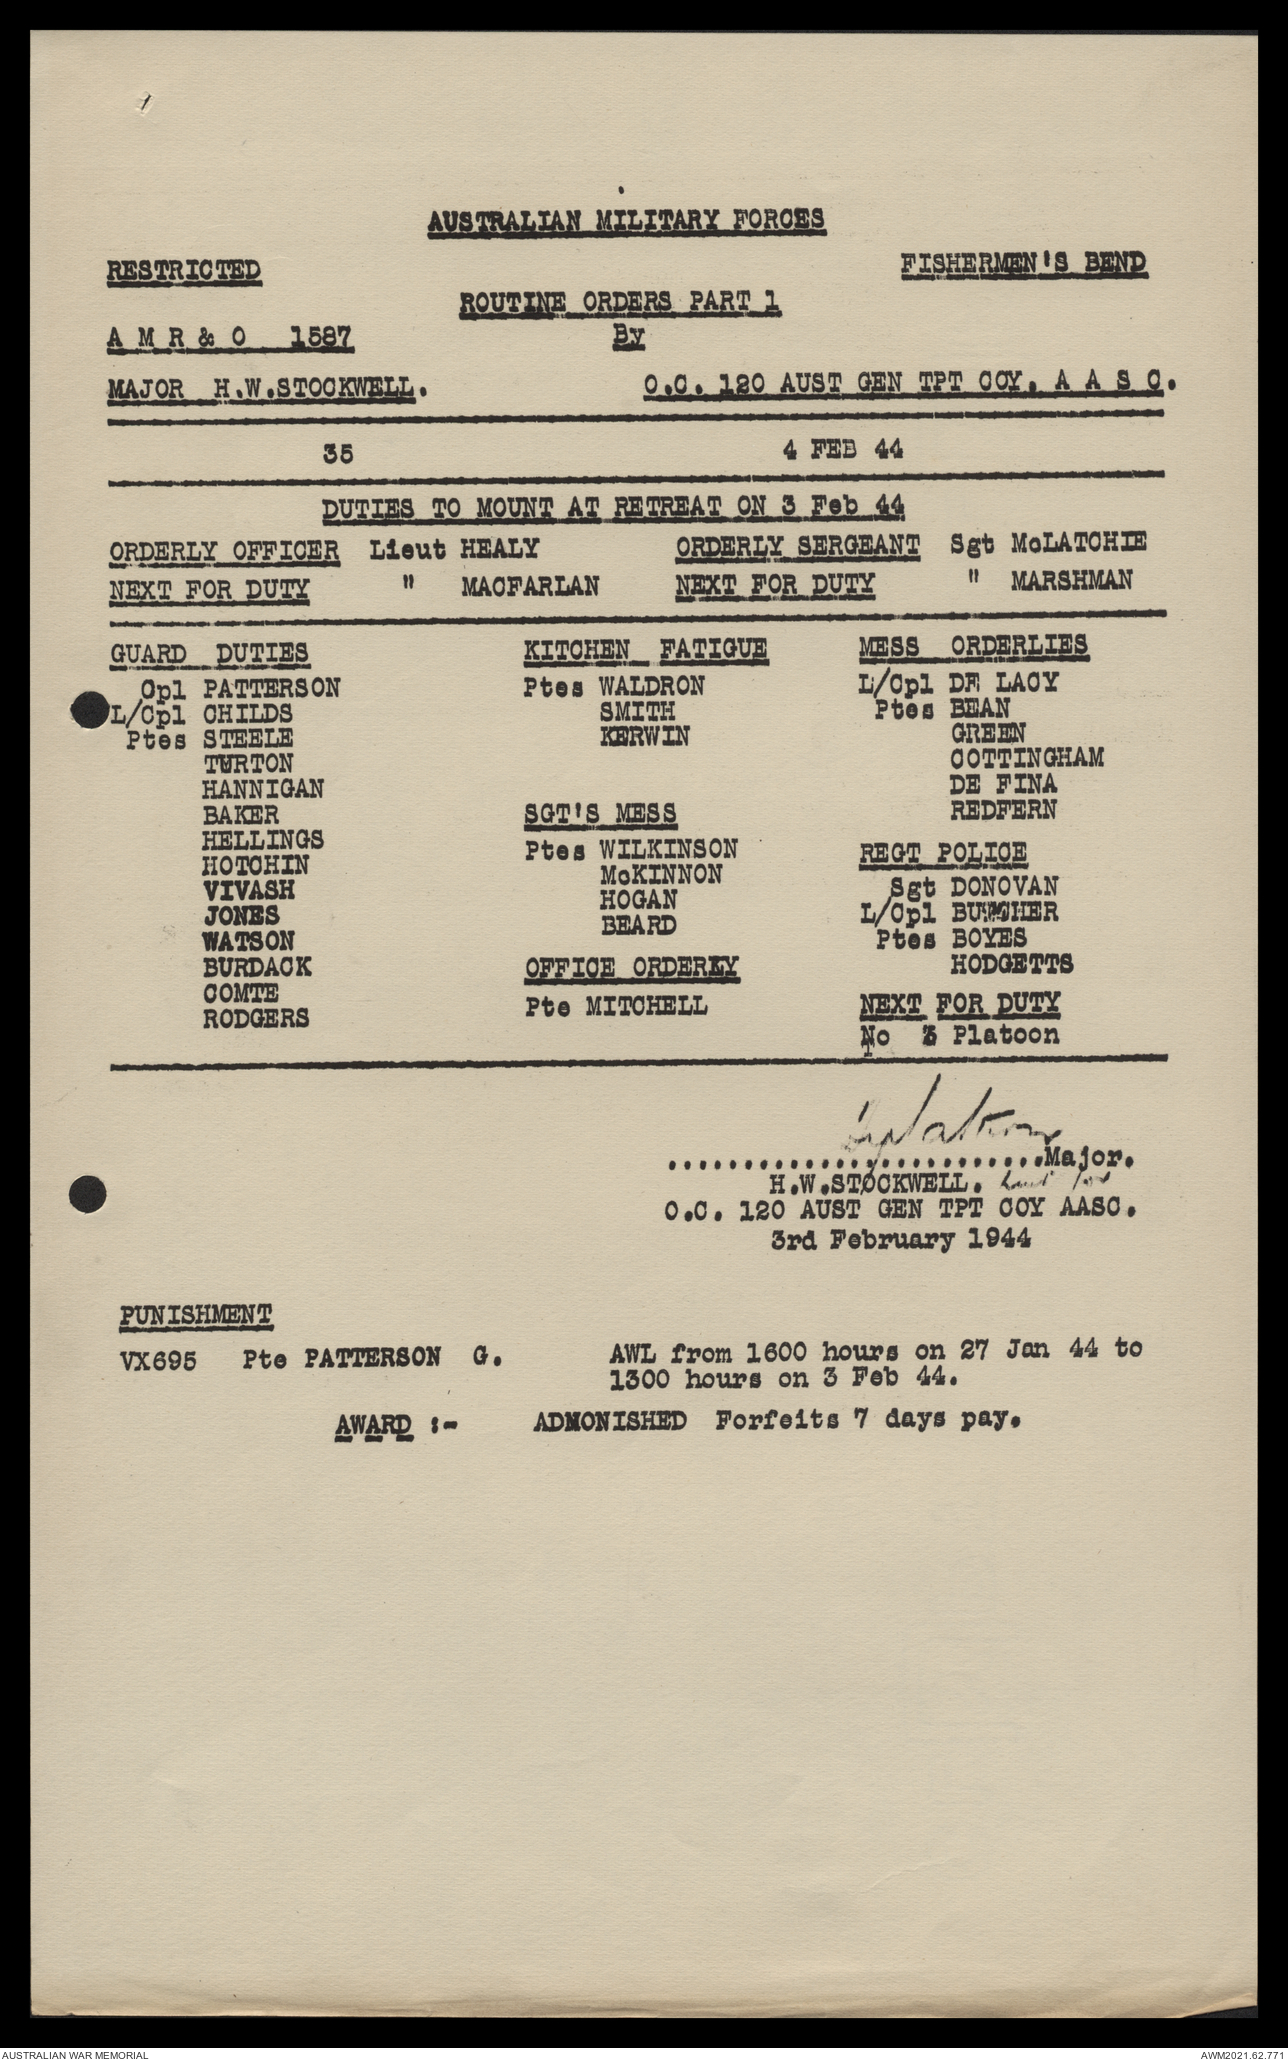 AUSTRALIAN MILITARY FORCES
RESTRICTED FISHERMEN'S BEND
ROUTINE ORDERS PART 1
A M R & O 1587 By
MAJOR H.W.STOCKWELL. O.C. 120 AUST GEN TPT COY. A A S C.
35 4 FEB 44
DUTIES TO MOUNT AT RETREAT ON 3 Feb 44
ORDERLY OFFICER Lieut HEALY ORDERLY SERGEANT Sgt McLATCHIE
NEXT FOR DUTY " MACFARLAN NEXT FOR DUTY " MARSHMAN
GUARD DUTIES
Cpl PATTERSON
L/Cpl CHILDS
Ptes STEELE
TURTON
HANNIGAN
BAKER
HELLINGS
HOTCHIN
VIVASH
JONES
WATSON
BURDACK
COMTE
RODGERS
KITCHEN FATIGUE
Ptes WALDRON
SMITH
KERWIN
SGT'S MESS
Ptes WILKINSON
McKINNON
HOGAN
BEARD
OFFICE ORDERLY
Pte MITCHELL
MESS ORDERLIES
L/Cpl DE LACY
Ptes BEAN
GREEN
COTTINGHAM
DE FINA
REDFERN
REGT POLICE
Sgt DONOVAN
L/Cpl BUTCHER
Ptes BOYES
HODGETTS
NEXT FOR DUTY
No 3 Platoon
.........................Major.
H.W.STOCKWELL.
O.C. 120 AUST GEN TPT COY AASC.
3rd February 1944
PUNISHMENT
VX695 Pte PATTERSON G. AWL from 1600 hours on 27 Jan 44 to
1300 hours on 3 Feb 44.
AWARD :- ADMONISHED Forfeits 7 days pay.
AUSTRALIAN WAR MEMORIAL AWM2021.62.771